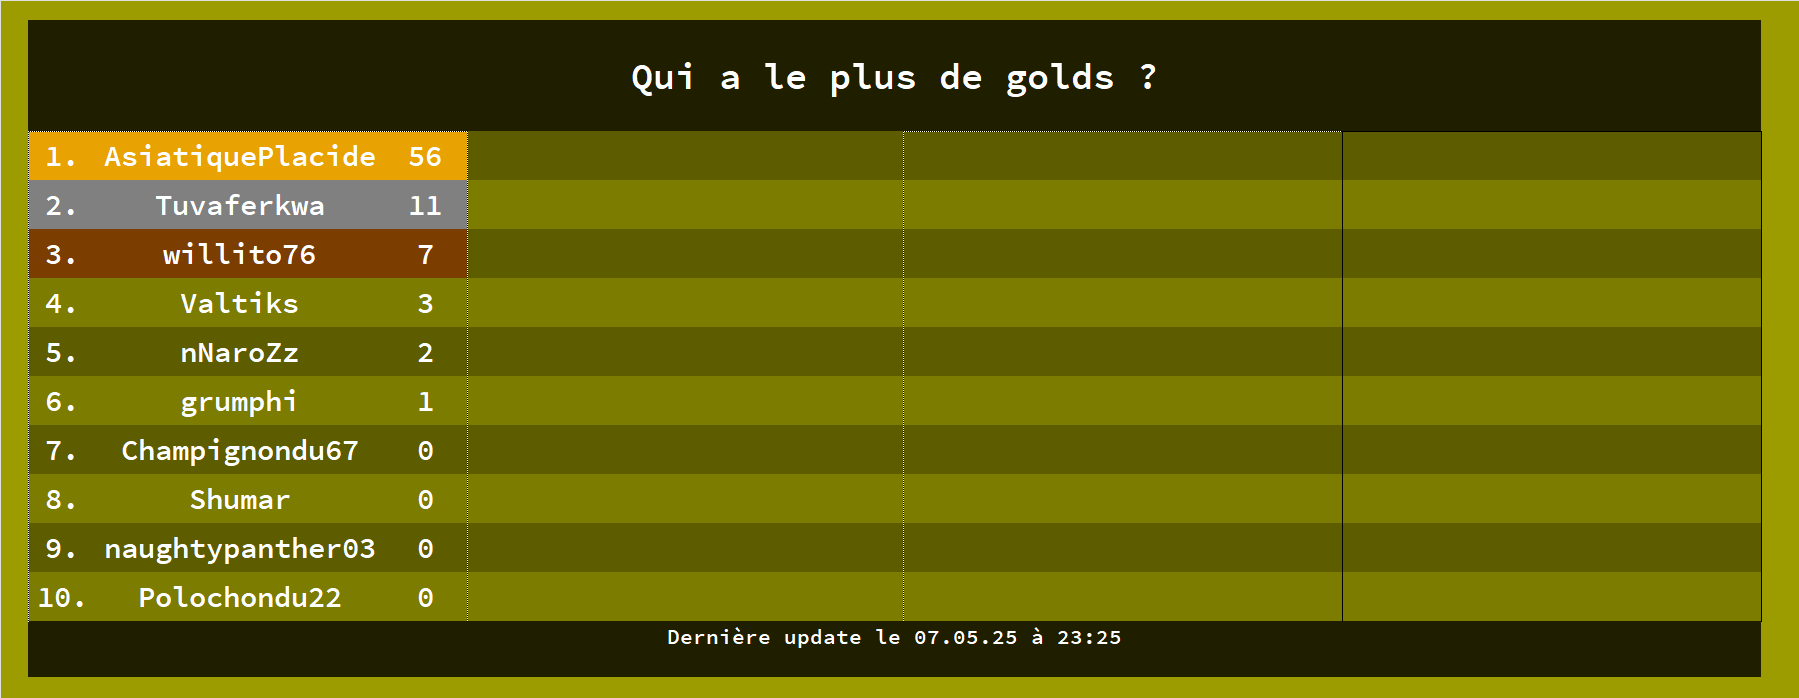 Qui a le plus de golds ?
1. AsiatiquePlacide 56
2. Tuvaferkwa 11
3. willito76 7
4. Valtiks 3
5. nNaroZz 2
6. grumphi 1
7. Champignondu67 0
8. Shumar 0
9. naughtypanther03 0
10. Polochondu22 0
Dernière update le 07.05.25 à 23:25